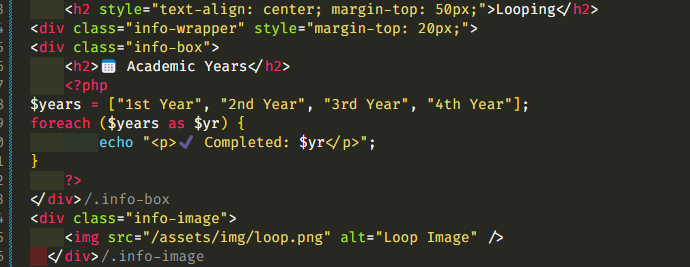 <h2 style="text-align: center; margin-top: 50px;">Looping</h2>
<div class="info-wrapper" style="margin-top: 20px;">
<div class="info-box">
<h2>🗓️ Academic Years</h2>
<?php
$years = ["1st Year", "2nd Year", "3rd Year", "4th Year"];
foreach ($years as $yr) {
echo "<p>✔️ Completed: $yr</p>";
}
?>
</div>/.info-box
<div class="info-image">
<img src="/assets/img/loop.png" alt="Loop Image" />
</div>/.info-image